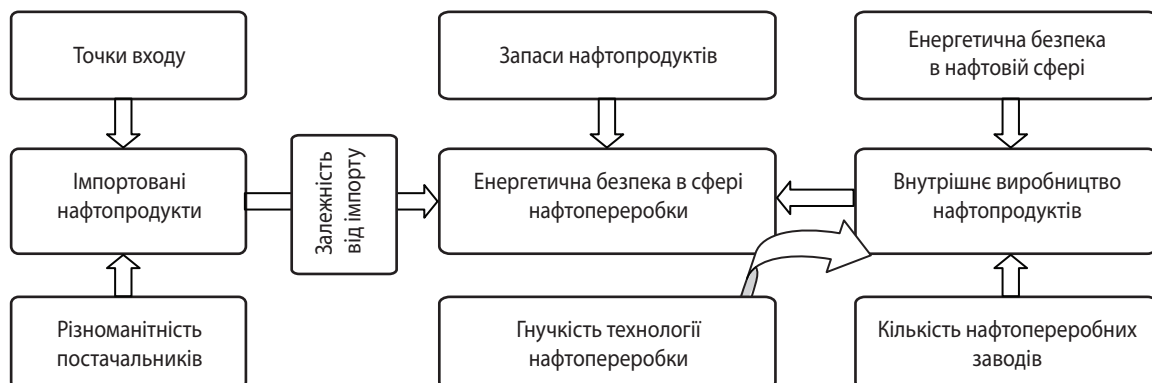 Точки входу
Запаси нафтопродуктів
Енергетична безпека
в нафтовій сфері
Імпортовані
нафтопродукти
Залежність
від імпорту
Енергетична безпека в сфері
нафтопереробки
Внутрішнє виробництво
нафтопродуктів
Різноманітність
постачальників
Гнучкість технології
нафтопереробки
Кількість нафтопереробних
заводів